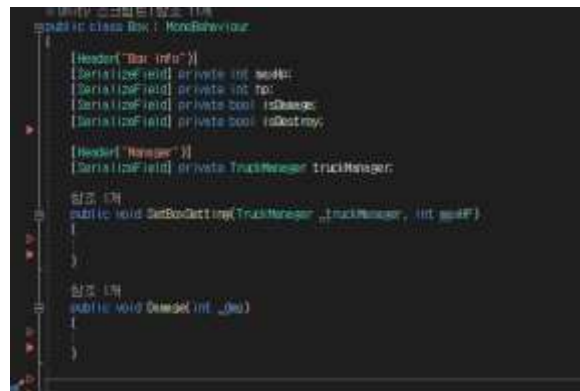 public class Box : MonoBehaviour
{
[Header("Box info")]
[SerializeField] private int maxHp;
[SerializeField] private int hp;
[SerializeField] private bool isDamage;
[SerializeField] private bool isDestroy;
[Header("Manager")]
[SerializeField] private TruckManager truckManager;
참조 1개
public void SetBoxSetting(TruckManager _truckManager, int
{
}
참조 1개
public void Damage(int
{
}